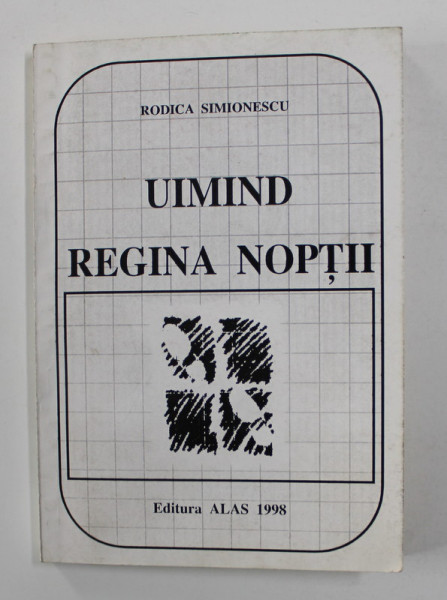 RODICA SIMIONESCU
UIMIND
REGINA NOPȚII
Editura ALAS 1998